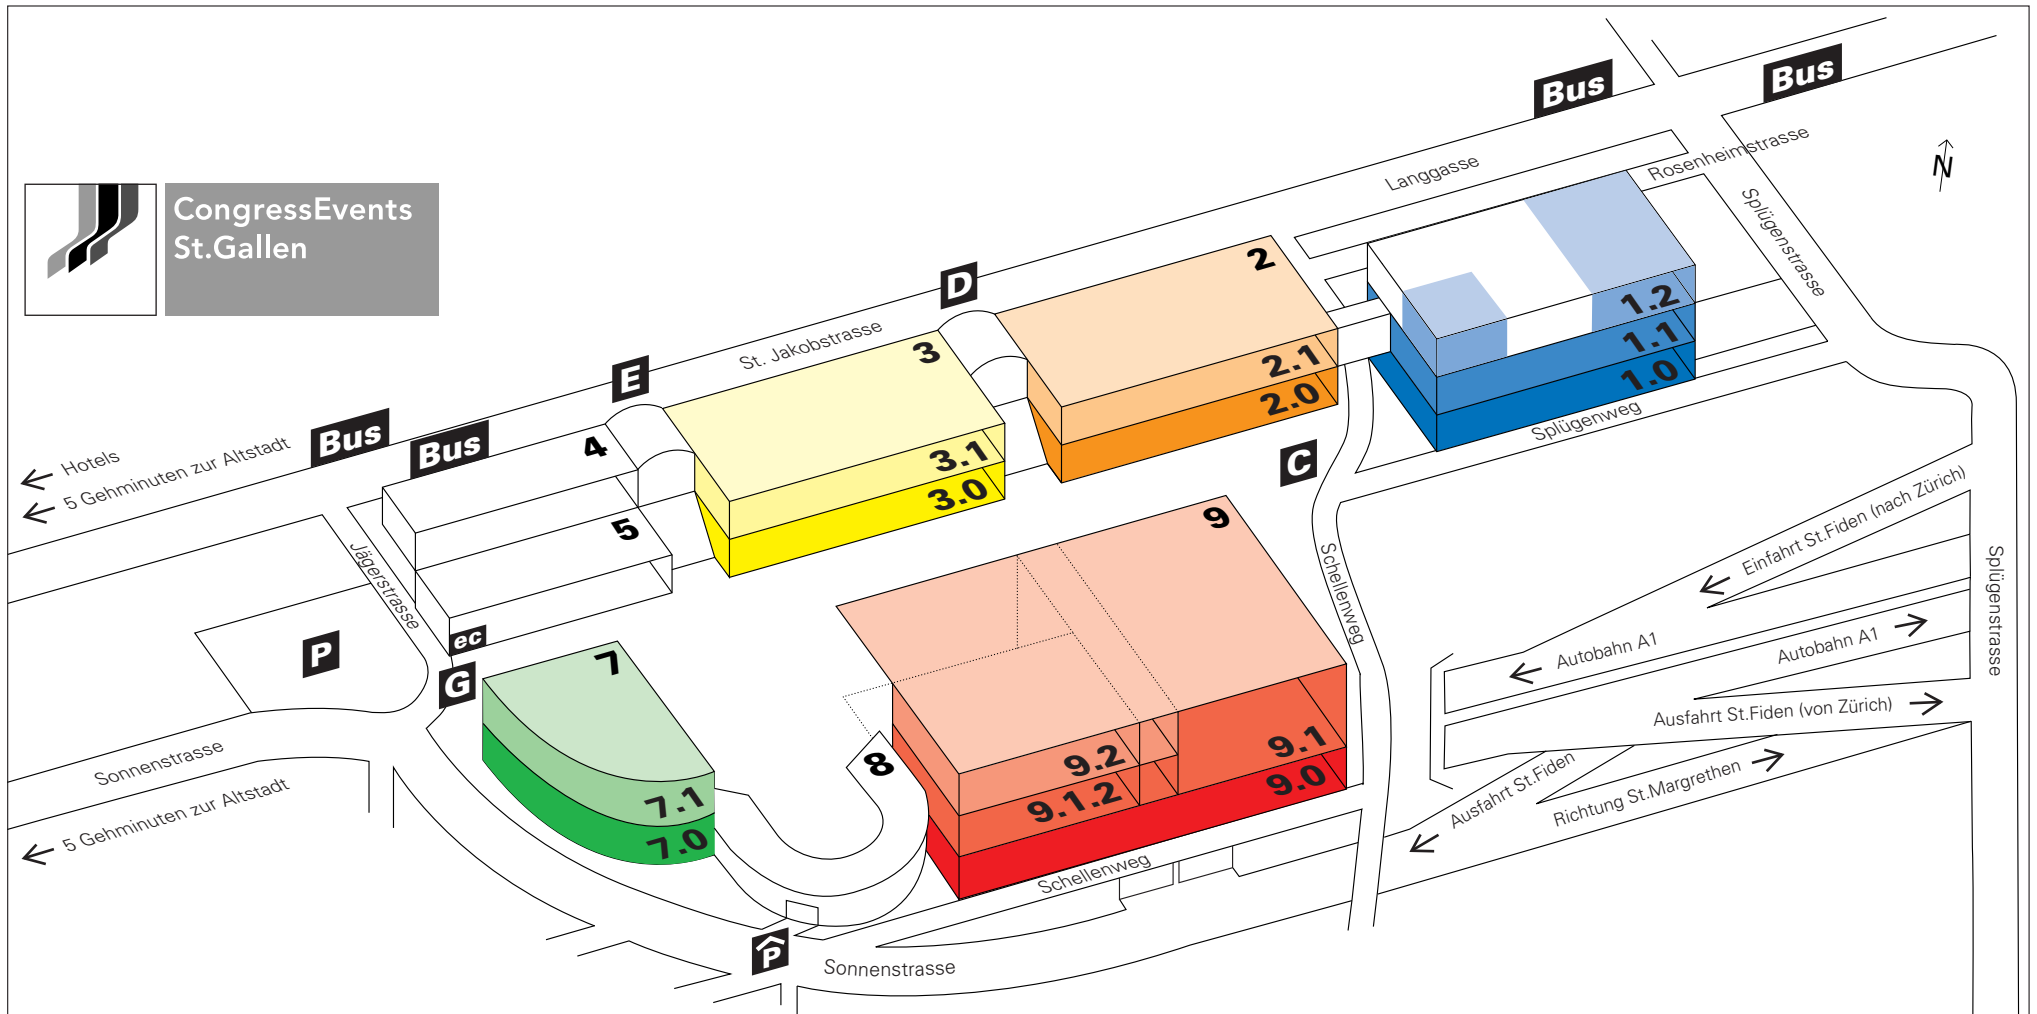 Bus
Bus
Langgasse
Rosenheimstrasse
N
CongressEvents
St.Gallen
Splügenstrasse
D
2
1.2
1.1
1.0
St. Jakobstrasse
3
2.1
2.0
E
Splügenweg
Bus
Bus
Hotels
5 Gehminuten zur Altstadt
4
3.1
3.0
C
5
9
Einfahrt St.Fiden (nach Zürich)
Jägerstrasse
Schellenweg
Splügenstrasse
P
ec
G
7
Autobahn A1
Autobahn A1
Ausfahrt St.Fiden (von Zürich)
Sonnenstrasse
5 Gehminuten zur Altstadt
8
9.2
9.1
9.1.2
9.0
7.1
7.0
Ausfahrt St.Fiden
Richtung St.Margrethen
Schellenweg
P
Sonnenstrasse